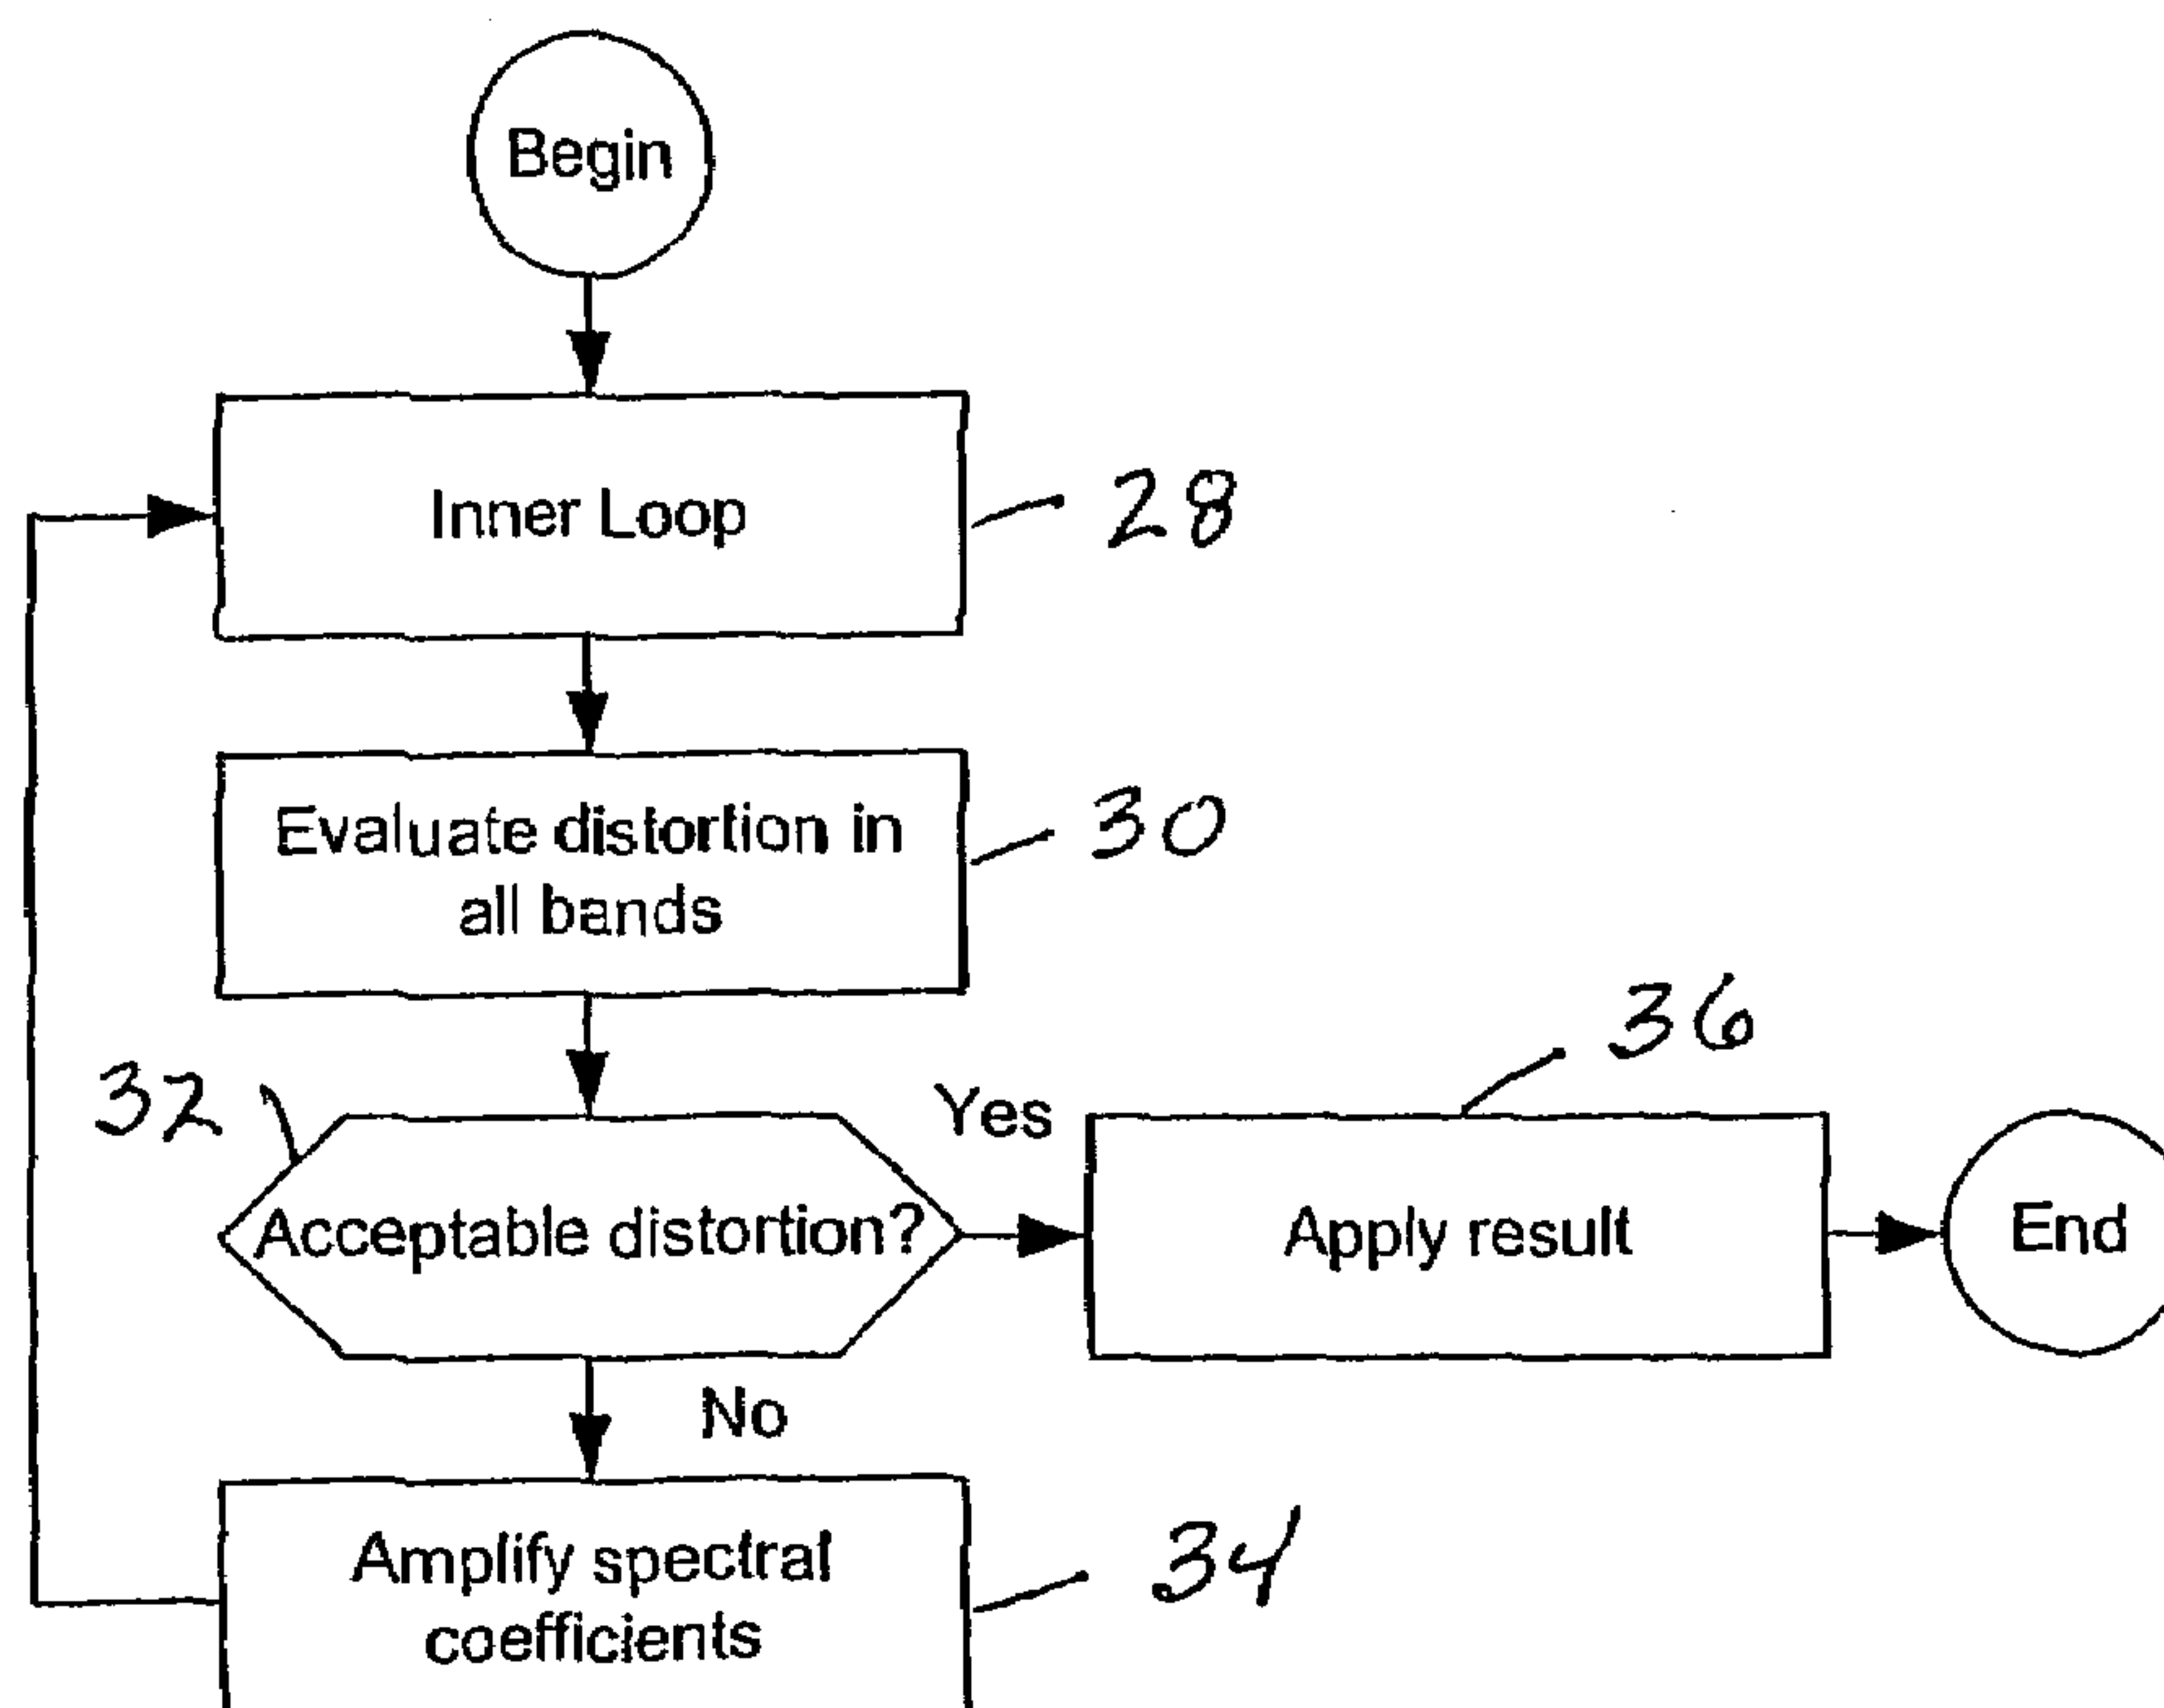 Begin
Inner Loop
28
Evaluate distortion in
all bands
30
32
Acceptable distortion?
Yes
36
Apply result
End
No
Amplify spectral
coefficients
34